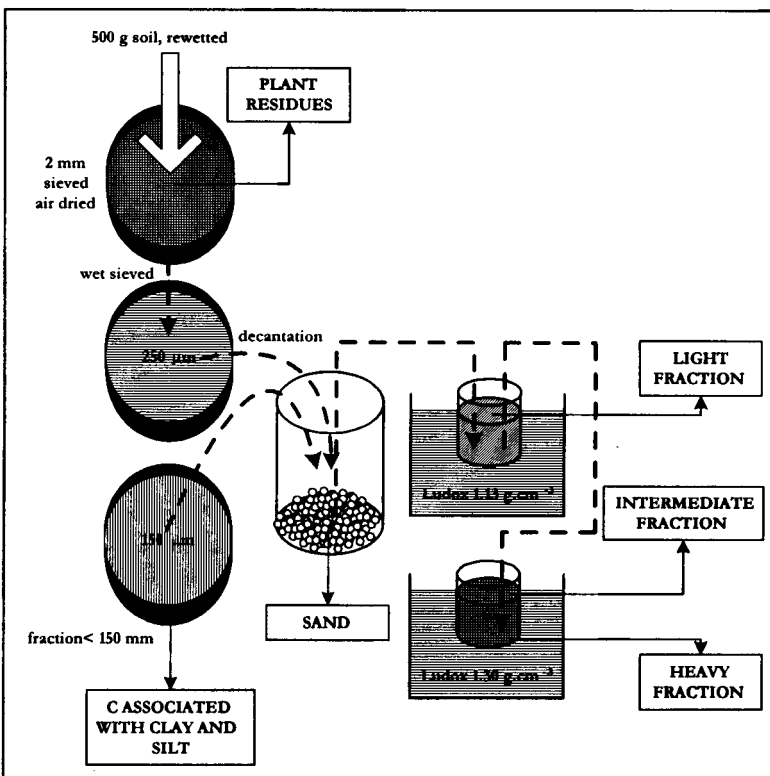 500 g soil, rewetted
PLANT
RESIDUES
2 mm
sieved
air dried
wet sieved
250 µm
decantation
LIGHT
FRACTION
Ludox 1.13 g.cm⁻³
INTERMEDIATE
FRACTION
150 µm
SAND
Ludox 1.30 g.cm⁻³
HEAVY
FRACTION
fraction< 150 mm
C ASSOCIATED
WITH CLAY AND
SILT